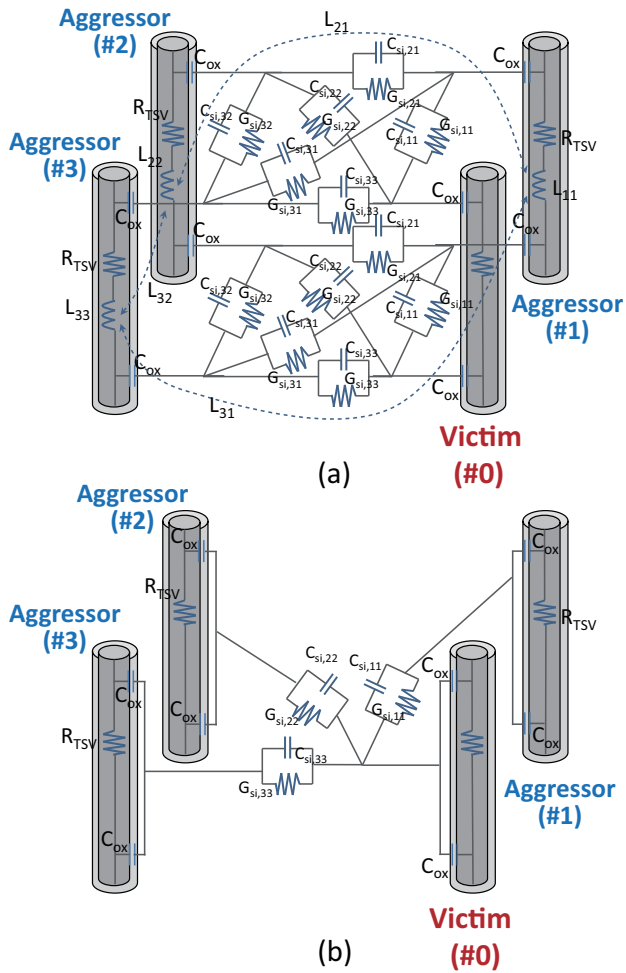 L21
Aggressor
(#2)
Cox
Csi,21
Cox
Csi,22
Gsi,21
RTSV
Csi,32
Gsi,32
Gsi,22
Csi,11
Gsi,11
RTSV
Aggressor
(#3)
L22
Csi,31
Csi,33
Cox
L11
Cox
Gsi,31
Gsi,33
Csi,21
Cox
Cox
RTSV
Csi,22
Gsi,21
L33
L32
Csi,32
Gsi,32
Gsi,22
Csi,11
Gsi,11
Aggressor
(#1)
Csi,31
Csi,33
Cox
Gsi,31
Gsi,33
Cox
L31
Victim
(#0)
(a)
Aggressor
(#2)
Cox
Cox
RTSV
Aggressor
(#3)
RTSV
Csi,22
Csi,11
Cox
Cox
RTSV
Cox
Gsi,22
Gsi,11
Cox
Csi,33
Gsi,33
Aggressor
(#1)
Cox
Cox
Victim
(#0)
(b)